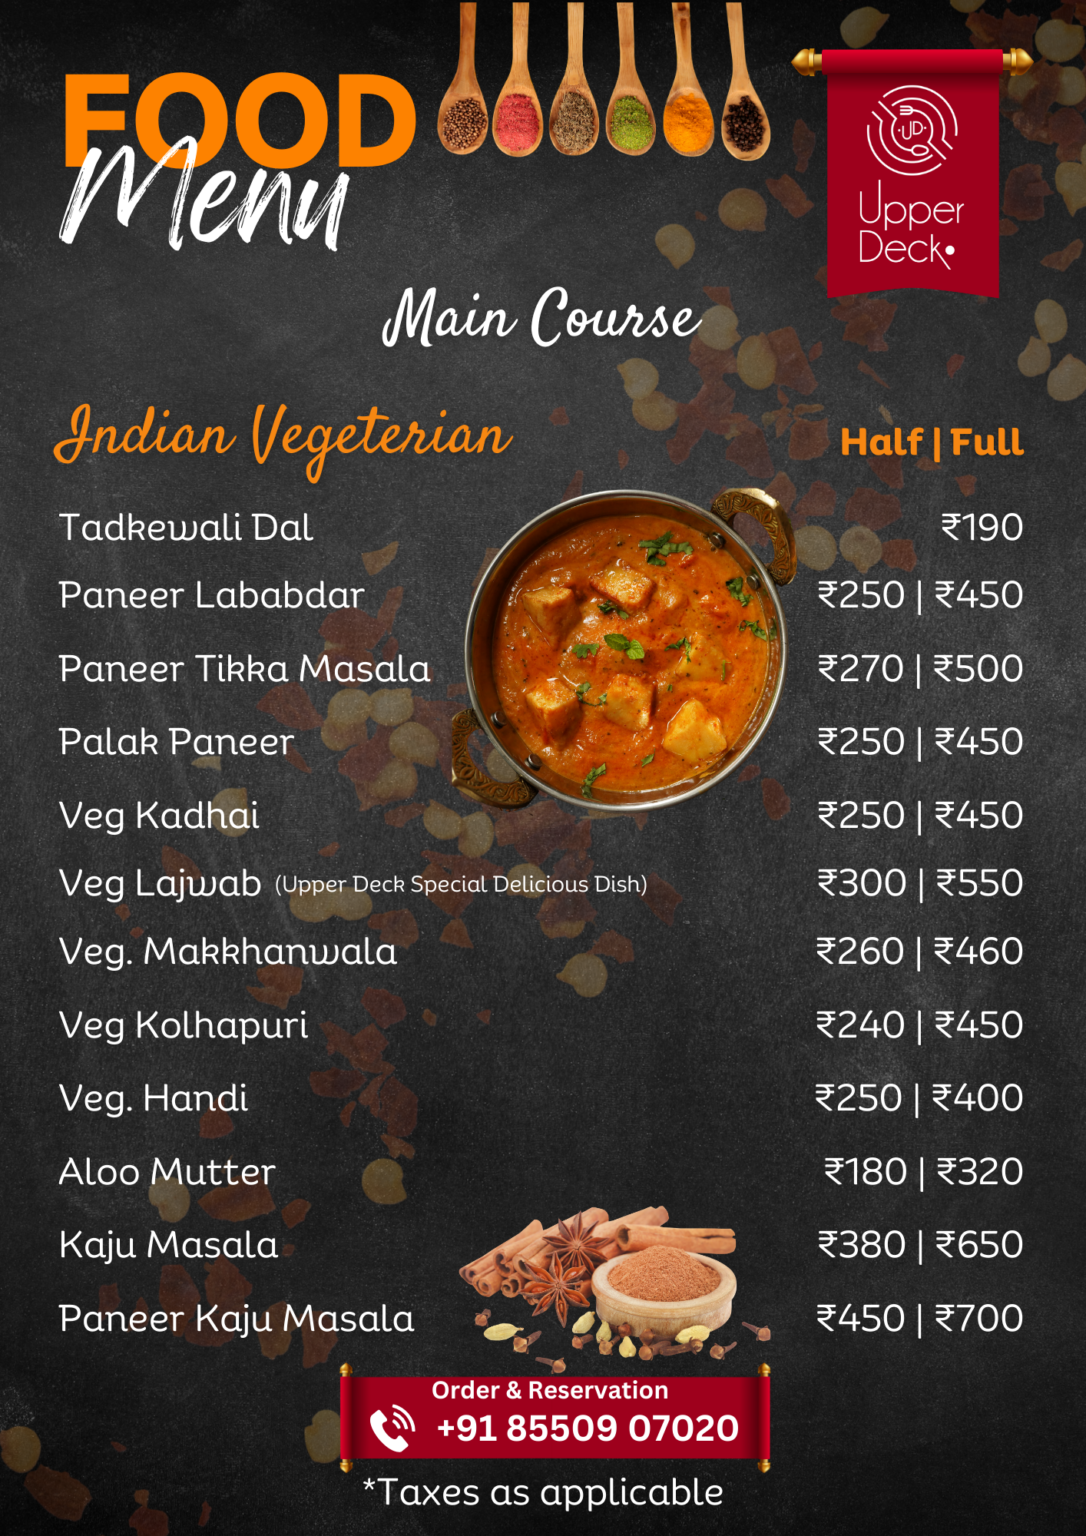 FOOD
Menu
UD
Upper
Deck.
Main Course
Indian Vegeterian
Half | Full
Tadkewali Dal ₹190
Paneer Lababdar ₹250 | ₹450
Paneer Tikka Masala ₹270 | ₹500
Palak Paneer ₹250 | ₹450
Veg Kadhai ₹250 | ₹450
Veg Lajwab (Upper Deck Special Delicious Dish) ₹300 | ₹550
Veg. Makkhanwala ₹260 | ₹460
Veg Kolhapuri ₹240 | ₹450
Veg. Handi ₹250 | ₹400
Aloo Mutter ₹180 | ₹320
Kaju Masala ₹380 | ₹650
Paneer Kaju Masala ₹450 | ₹700
Order & Reservation
+91 85509 07020
*Taxes as applicable